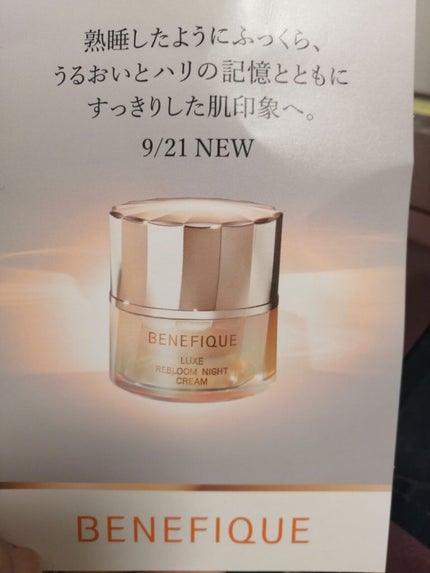 熟睡したようにふっくら、
うるおいとハリの記憶とともに
すっきりした肌印象へ。
9/21 NEW
BENEFIQUE
LUXE
REBLOOM NIGHT
CREAM
BENEFIQUE